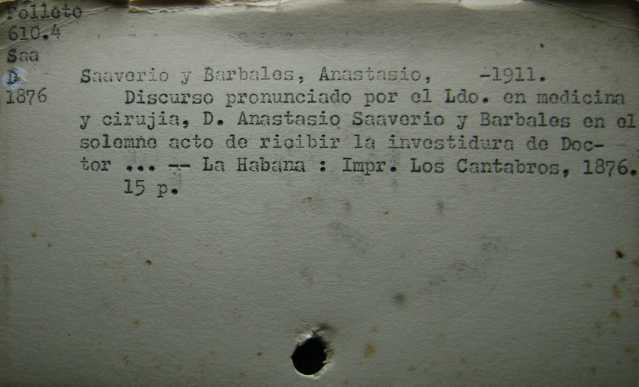 Folleto
610.4
Saa
D Saaverio y Barbales, Anastasio, -1911.
1876 Discurso pronunciado por el Ldo. en medicina
y cirujia, D. Anastasio Saaverio y Barbales en el
solemne acto de ricibir la investidura de Doc-
tor ... -- La Habana : Impr. Los Cantabros, 1876.
15 p.